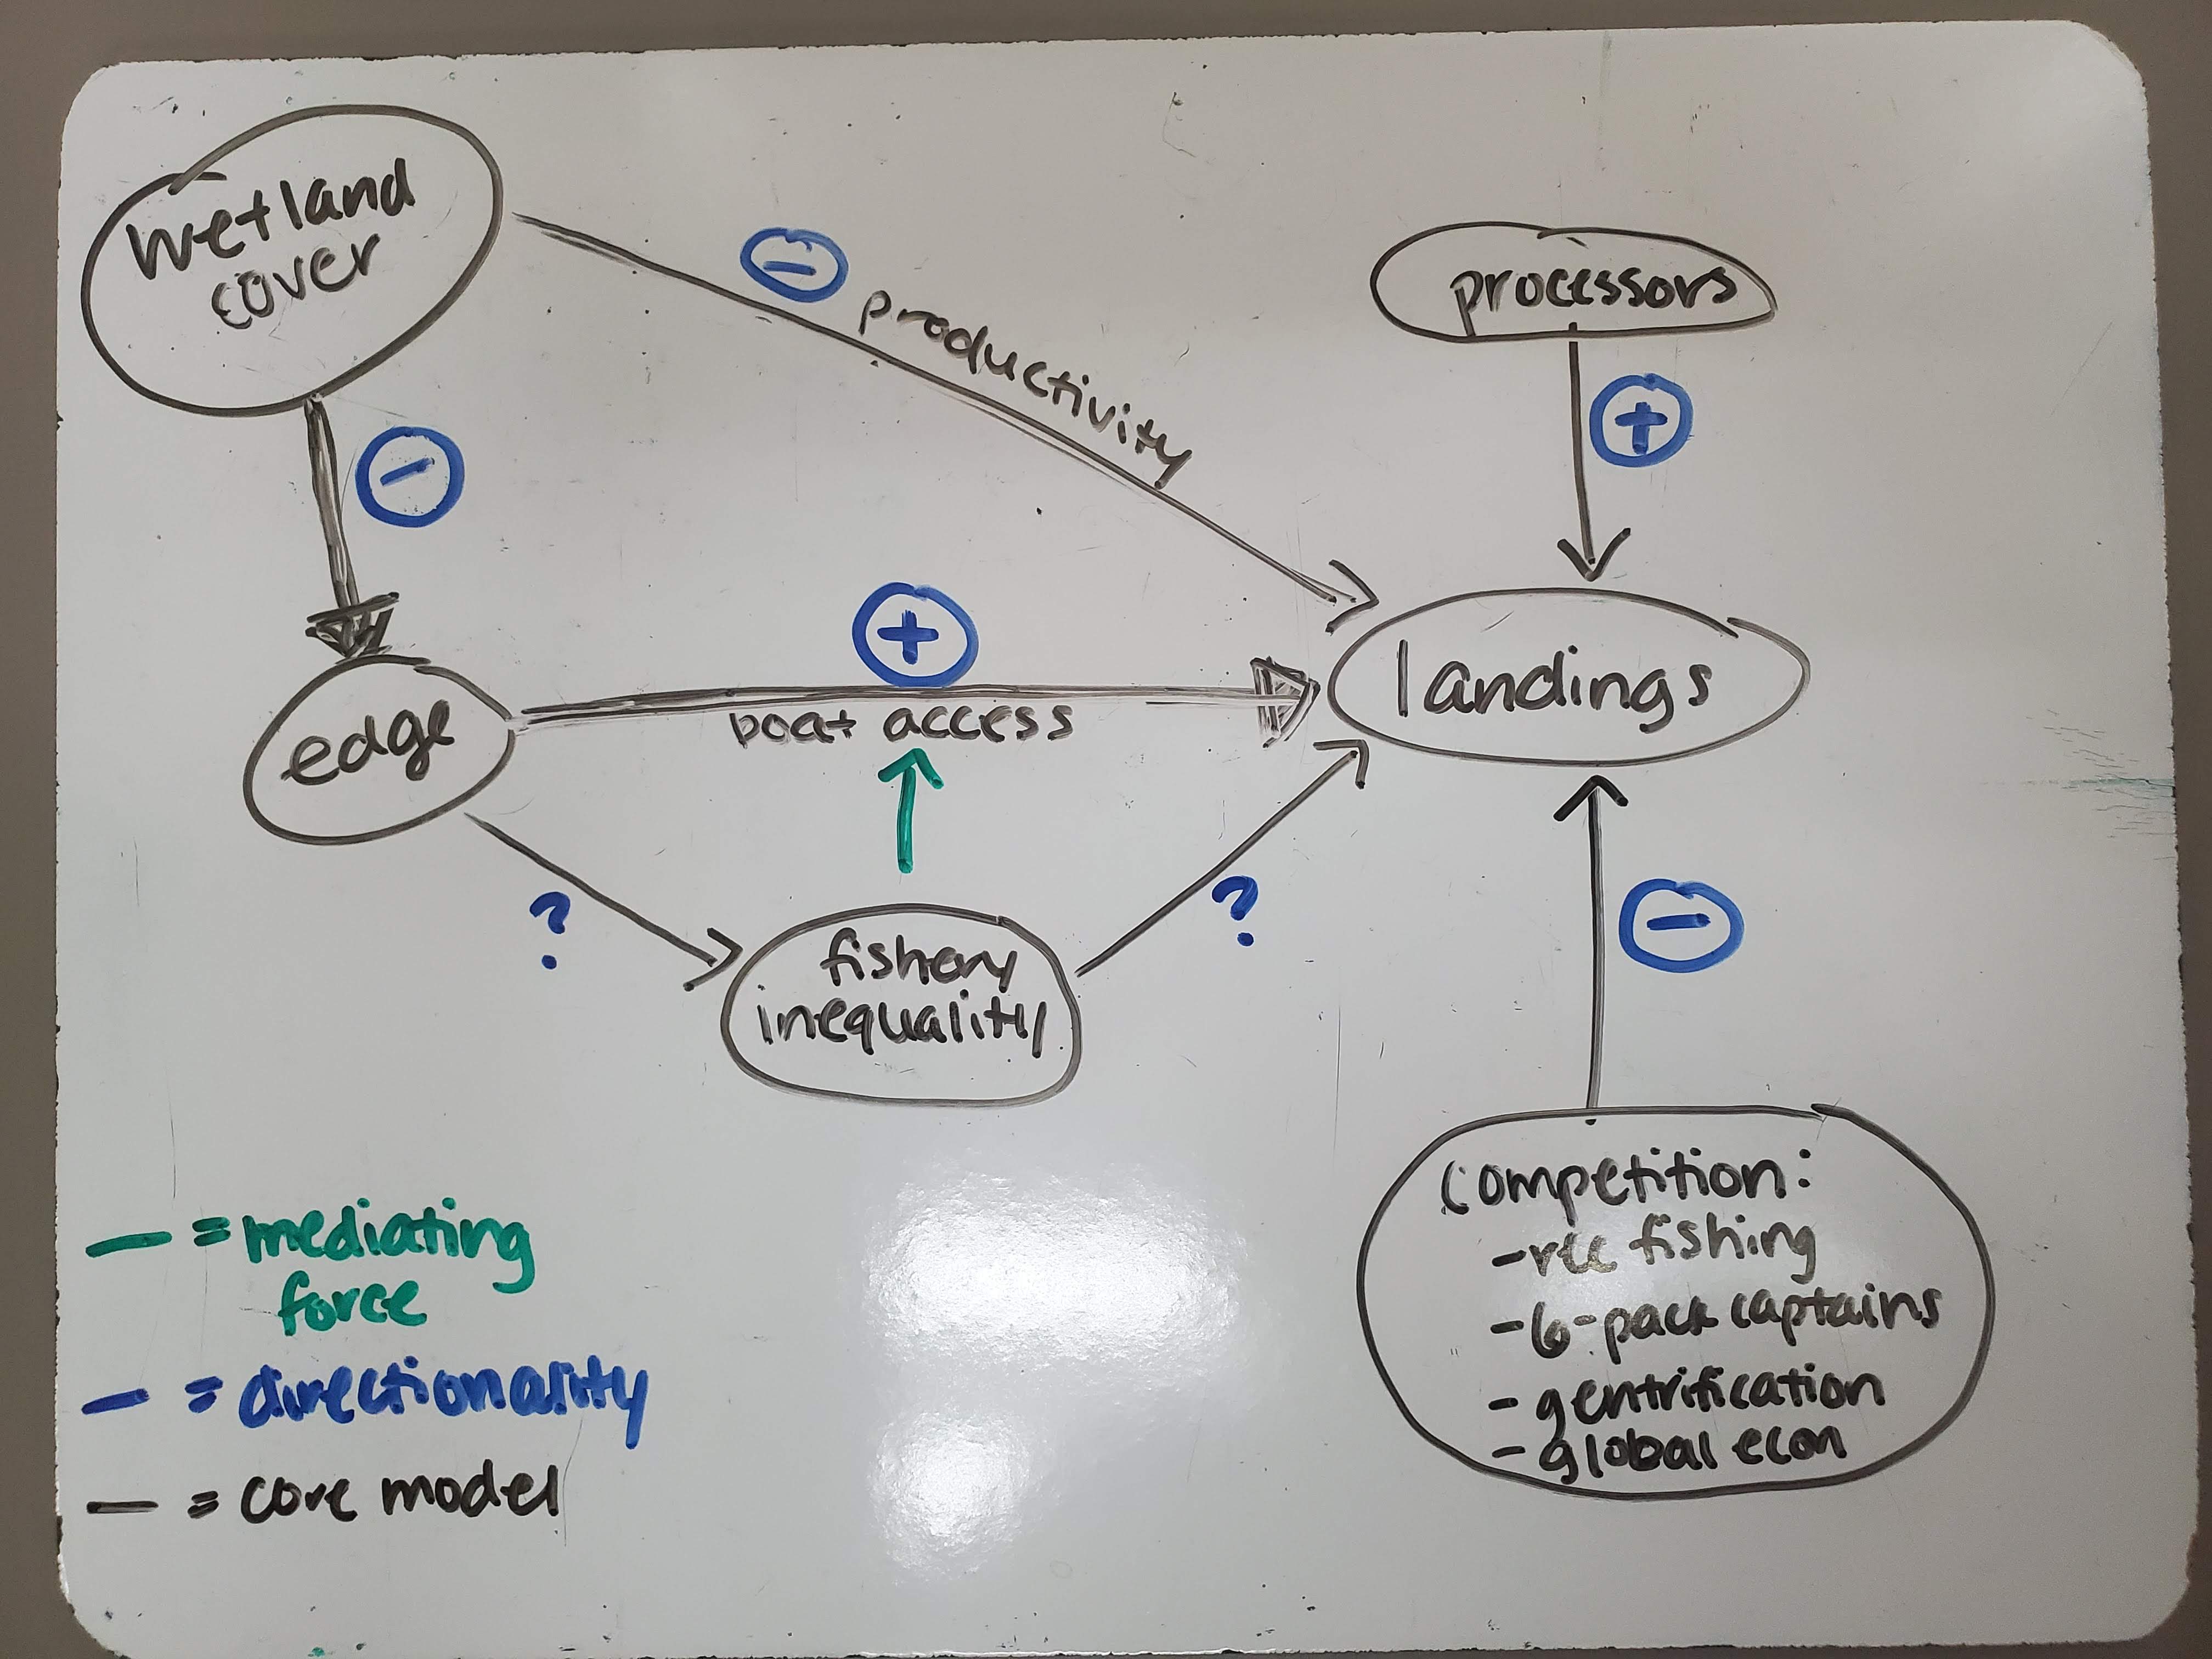 wetland
cover
processors
⊖ productivity
⊖
⊕
⊕
edge
boat access
landings
?
?
⊖
fishery
inequality
competition:
- rec fishing
- 6-pack captains
- gentrification
- global econ
— = mediating
force
— = directionality
— = core model